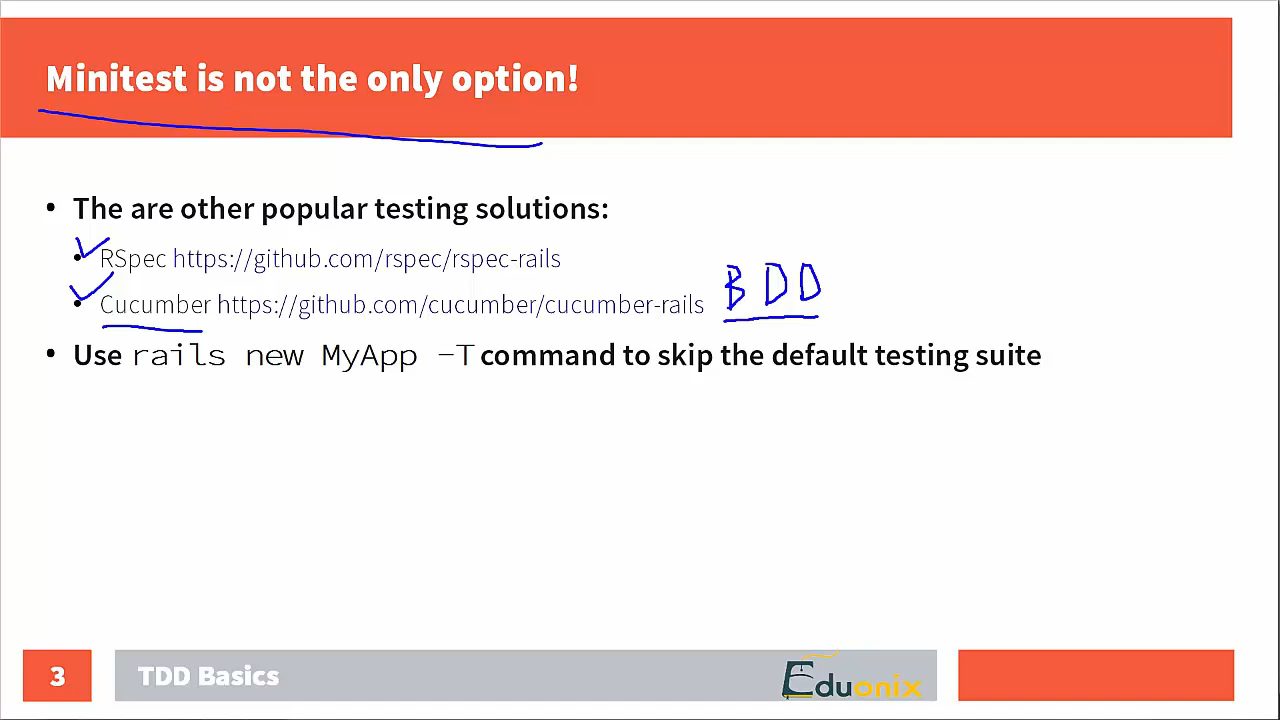 Minitest is not the only option!
• The are other popular testing solutions:
• RSpec https://github.com/rspec/rspec-rails
• Cucumber https://github.com/cucumber/cucumber-rails BDD
• Use rails new MyApp -T command to skip the default testing suite
3 TDD Basics Eduonix